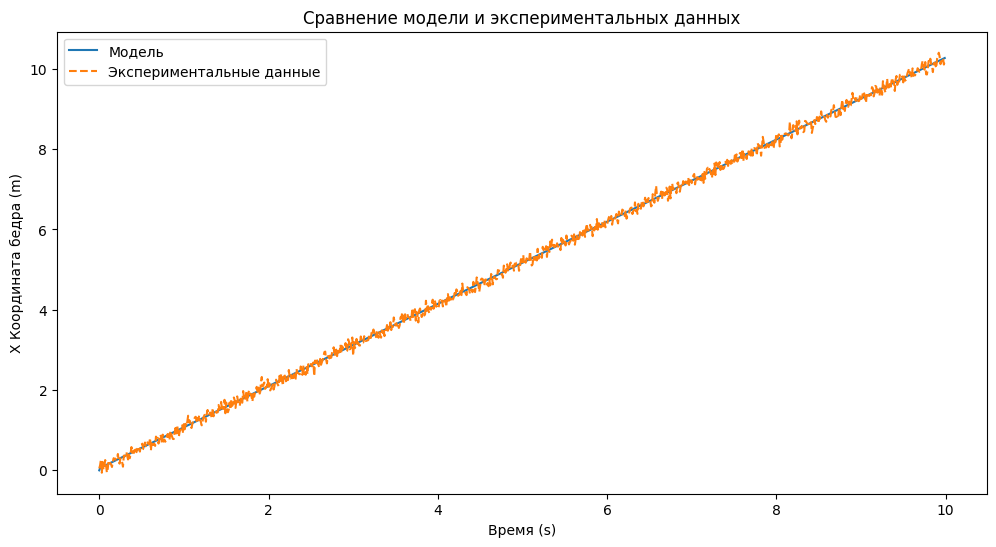 Сравнение модели и экспериментальных данных
Модель
Экспериментальные данные
X Координата бедра (m)
10
8
6
4
2
0
0 2 4 6 8 10
Время (s)